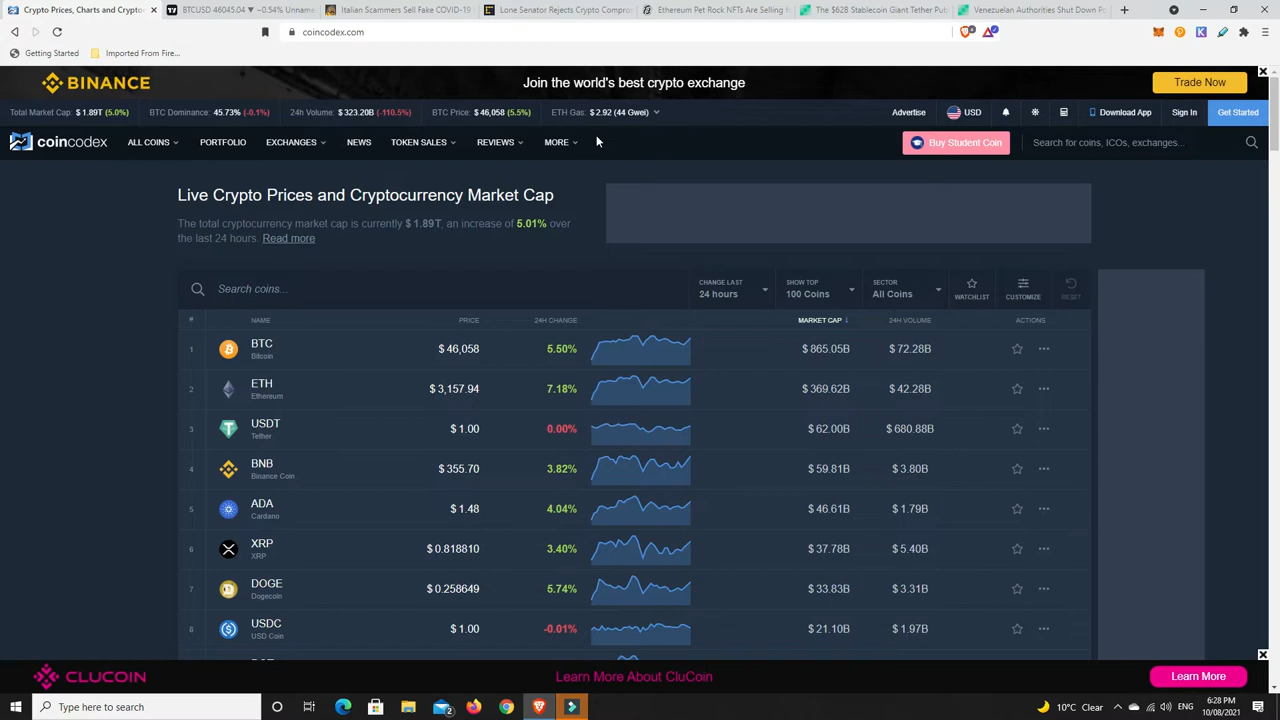 Crypto Prices, Charts and Cryptoc
BTCUSD 46045.04 −0.54% Unname
Italian Scammers Sell Fake COVID-19
Lone Senator Rejects Crypto Compro
Ethereum Pet Rock NFTs Are Selling f
The $62B Stablecoin Giant Tether Pub
Venezuelan Authorities Shut Down Po
coincodex.com
Getting Started
Imported From Fire...
BINANCE
Join the world's best crypto exchange
Trade Now
Total Market Cap: $ 1.89T (5.0%)
BTC Dominance: 45.73% (-0.1%)
24h Volume: $ 323.20B (-110.5%)
BTC Price: $ 46,058 (5.5%)
ETH Gas: $ 2.92 (44 Gwei)
Advertise
USD
Download App
Sign In
Get Started
coincodex
ALL COINS
PORTFOLIO
EXCHANGES
NEWS
TOKEN SALES
REVIEWS
MORE
Buy Student Coin
Search for coins, ICOs, exchanges...
Live Crypto Prices and Cryptocurrency Market Cap
The total cryptocurrency market cap is currently $ 1.89T, an increase of 5.01% over
the last 24 hours. Read more
Search coins...
CHANGE LAST
24 hours
SHOW TOP
100 Coins
SECTOR
All Coins
WATCHLIST
CUSTOMIZE
RESET
# NAME PRICE 24H CHANGE MARKET CAP ↓ 24H VOLUME ACTIONS
1 BTC $ 46,058 5.50% $ 865.05B $ 72.28B
Bitcoin
2 ETH $ 3,157.94 7.18% $ 369.62B $ 42.28B
Ethereum
3 USDT $ 1.00 0.00% $ 62.00B $ 680.88B
Tether
4 BNB $ 355.70 3.82% $ 59.81B $ 3.80B
Binance Coin
5 ADA $ 1.48 4.04% $ 46.61B $ 1.79B
Cardano
6 XRP $ 0.818810 3.40% $ 37.78B $ 5.40B
XRP
7 DOGE $ 0.258649 5.74% $ 33.83B $ 3.31B
Dogecoin
8 USDC $ 1.00 -0.01% $ 21.10B $ 1.97B
USD Coin
CLUCOIN
Learn More About CluCoin
Learn More
Type here to search
2
10°C Clear
ENG
6:28 PM
10/08/2021